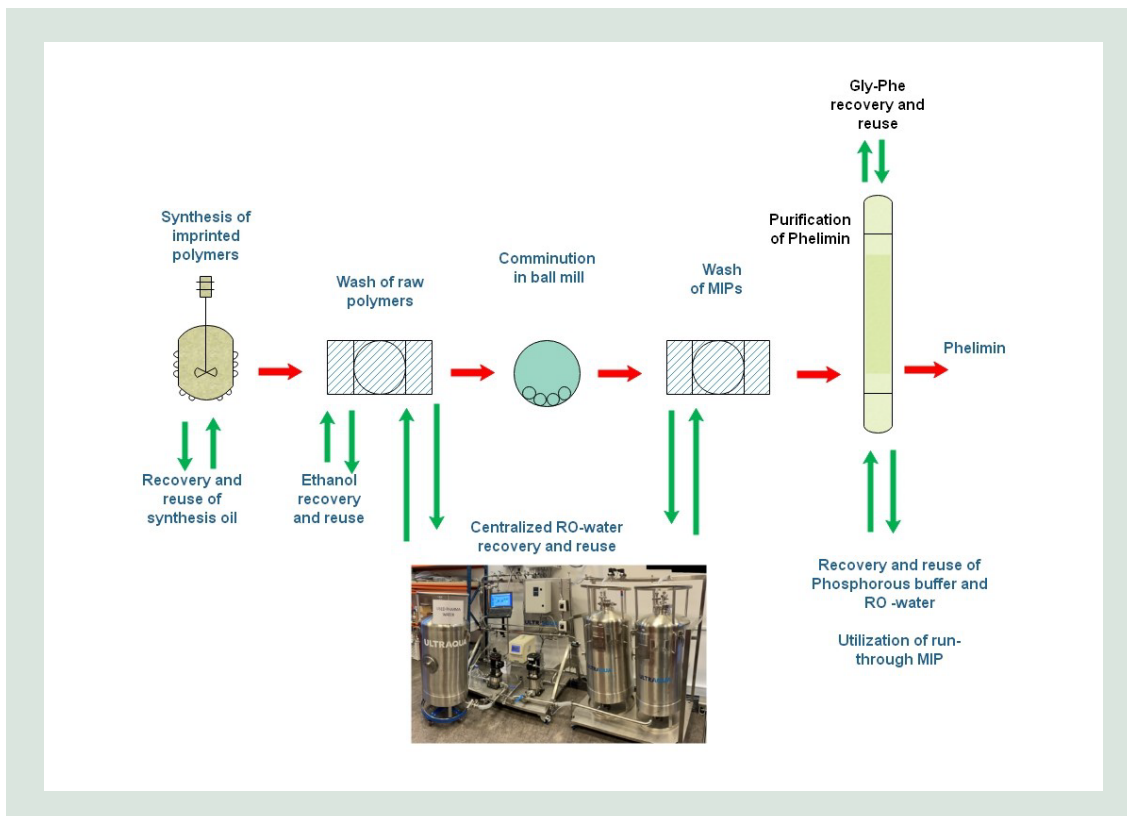 Gly-Phe
recovery and
reuse
Synthesis of
imprinted
polymers
Purification
of Phelimin
Comminution
in ball mill
Wash
of MIPs
Wash of raw
polymers
Phelimin
Recovery and
reuse of
synthesis oil
Ethanol
recovery
and reuse
Centralized RO-water
recovery and reuse
Recovery and reuse of
Phosphorous buffer and
RO -water
Utilization of run-
through MIP
ULTRAQUA
ULTRAQUA